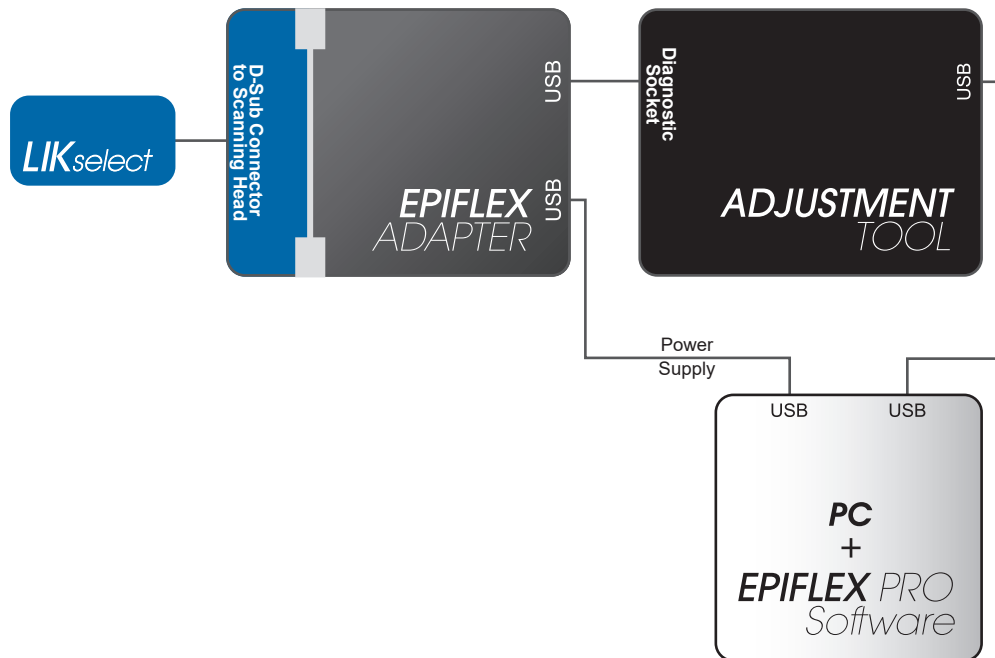 LIKselect
D-Sub Connector
to Scanning Head
USB
USB
EPIFLEX
ADAPTER
Diagnostic
Socket
USB
ADJUSTMENT
TOOL
Power
Supply
USB
USB
PC
+
EPIFLEX PRO
Software